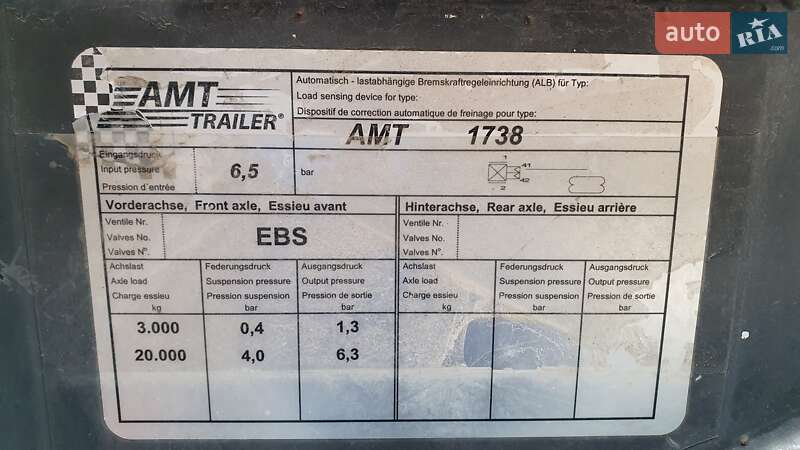 auto RIA .com
AMT
TRAILER®
Automatisch - lastabhängige Bremskraftregeleinrichtung (ALB) für Typ:
Load sensing device for type:
Dispositif de correction automatique de freinage pour type:
AMT 1738
Eingangsdruck
Input pressure
Pression d´entrée
6,5 bar
1
41
42
2
Vorderachse, Front axle, Essieu avant
Hinterachse, Rear axle, Essieu arrière
Ventile Nr.
Valves No.
Valves N°.
EBS
Ventile Nr.
Valves No.
Valves N°.
Achslast Federungsdruck Ausgangsdruck Achslast Federungsdruck Ausgangsdruck
Axle load Suspension pressure Output pressure Axle load Suspension pressure Output pressure
Charge essieu Pression suspension Pression de sortie Charge essieu Pression suspension Pression de sortie
kg bar bar kg bar bar
3.000 0,4 1,3
20.000 4,0 6,3